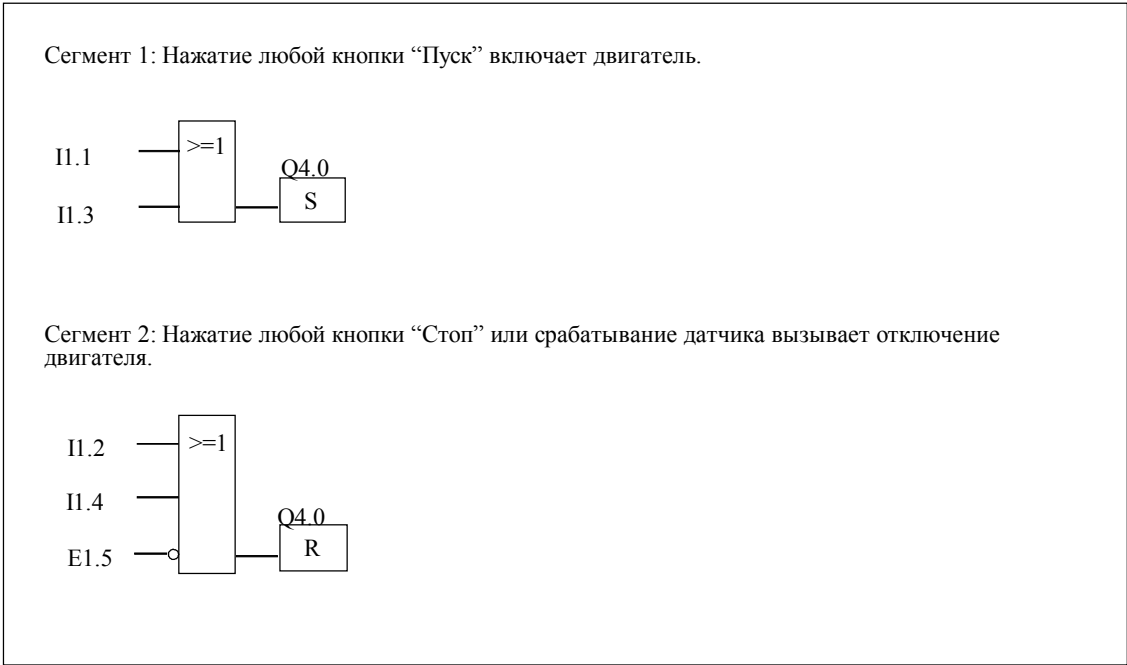 Сегмент 1: Нажатие любой кнопки “Пуск” включает двигатель.
I1.1
>=1
Q4.0
I1.3
S
Сегмент 2: Нажатие любой кнопки “Стоп” или срабатывание датчика вызывает отключение
двигателя.
I1.2
>=1
I1.4
Q4.0
E1.5
R